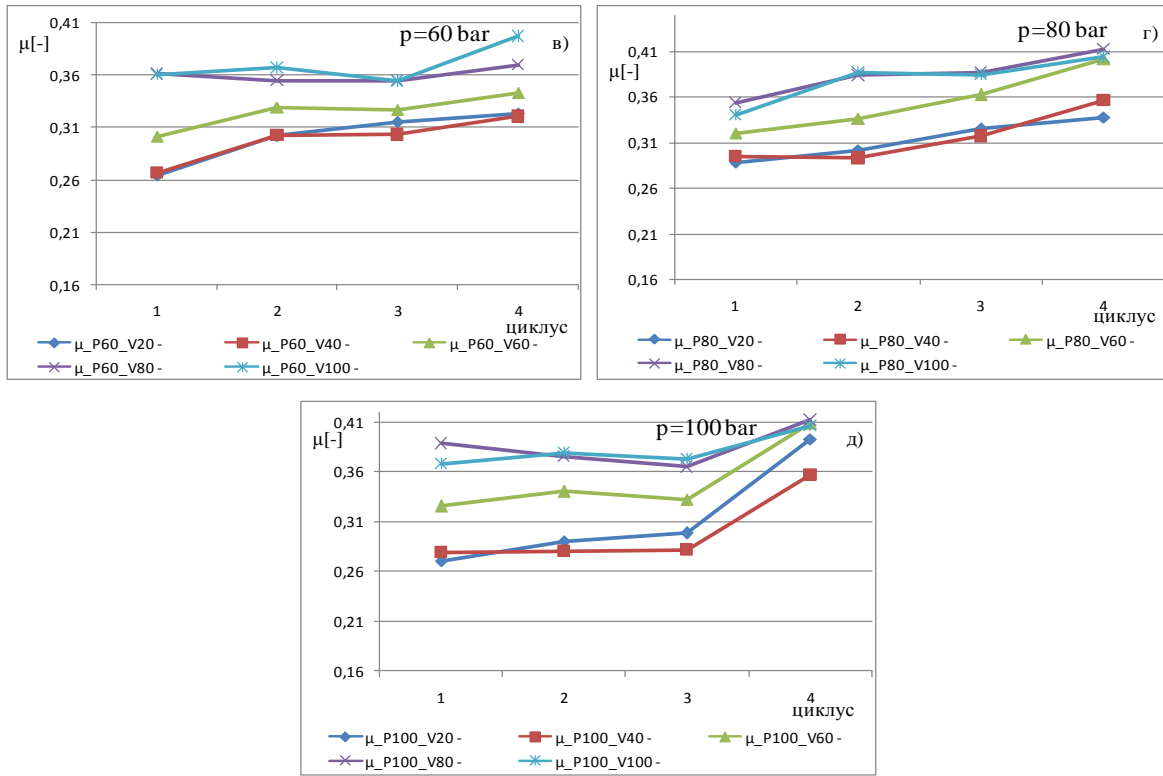 0,41
μ[-]
p=60 bar
в)
0,36
0,31
0,26
0,21
0,16
1 2 3 4
циклус
μ_P60_V20 - μ_P60_V40 - μ_P60_V60 -
μ_P60_V80 - μ_P60_V100 -
μ[-]
p=80 bar
г)
0,41
0,36
0,31
0,26
0,21
0,16
1 2 3 4
циклус
μ_P80_V20 - μ_P80_V40 - μ_P80_V60 -
μ_P80_V80 - μ_P80_V100 -
0,41
μ[-]
p=100 bar
д)
0,36
0,31
0,26
0,21
0,16
1 2 3 4
циклус
μ_P100_V20 - μ_P100_V40 - μ_P100_V60 -
μ_P100_V80 - μ_P100_V100 -